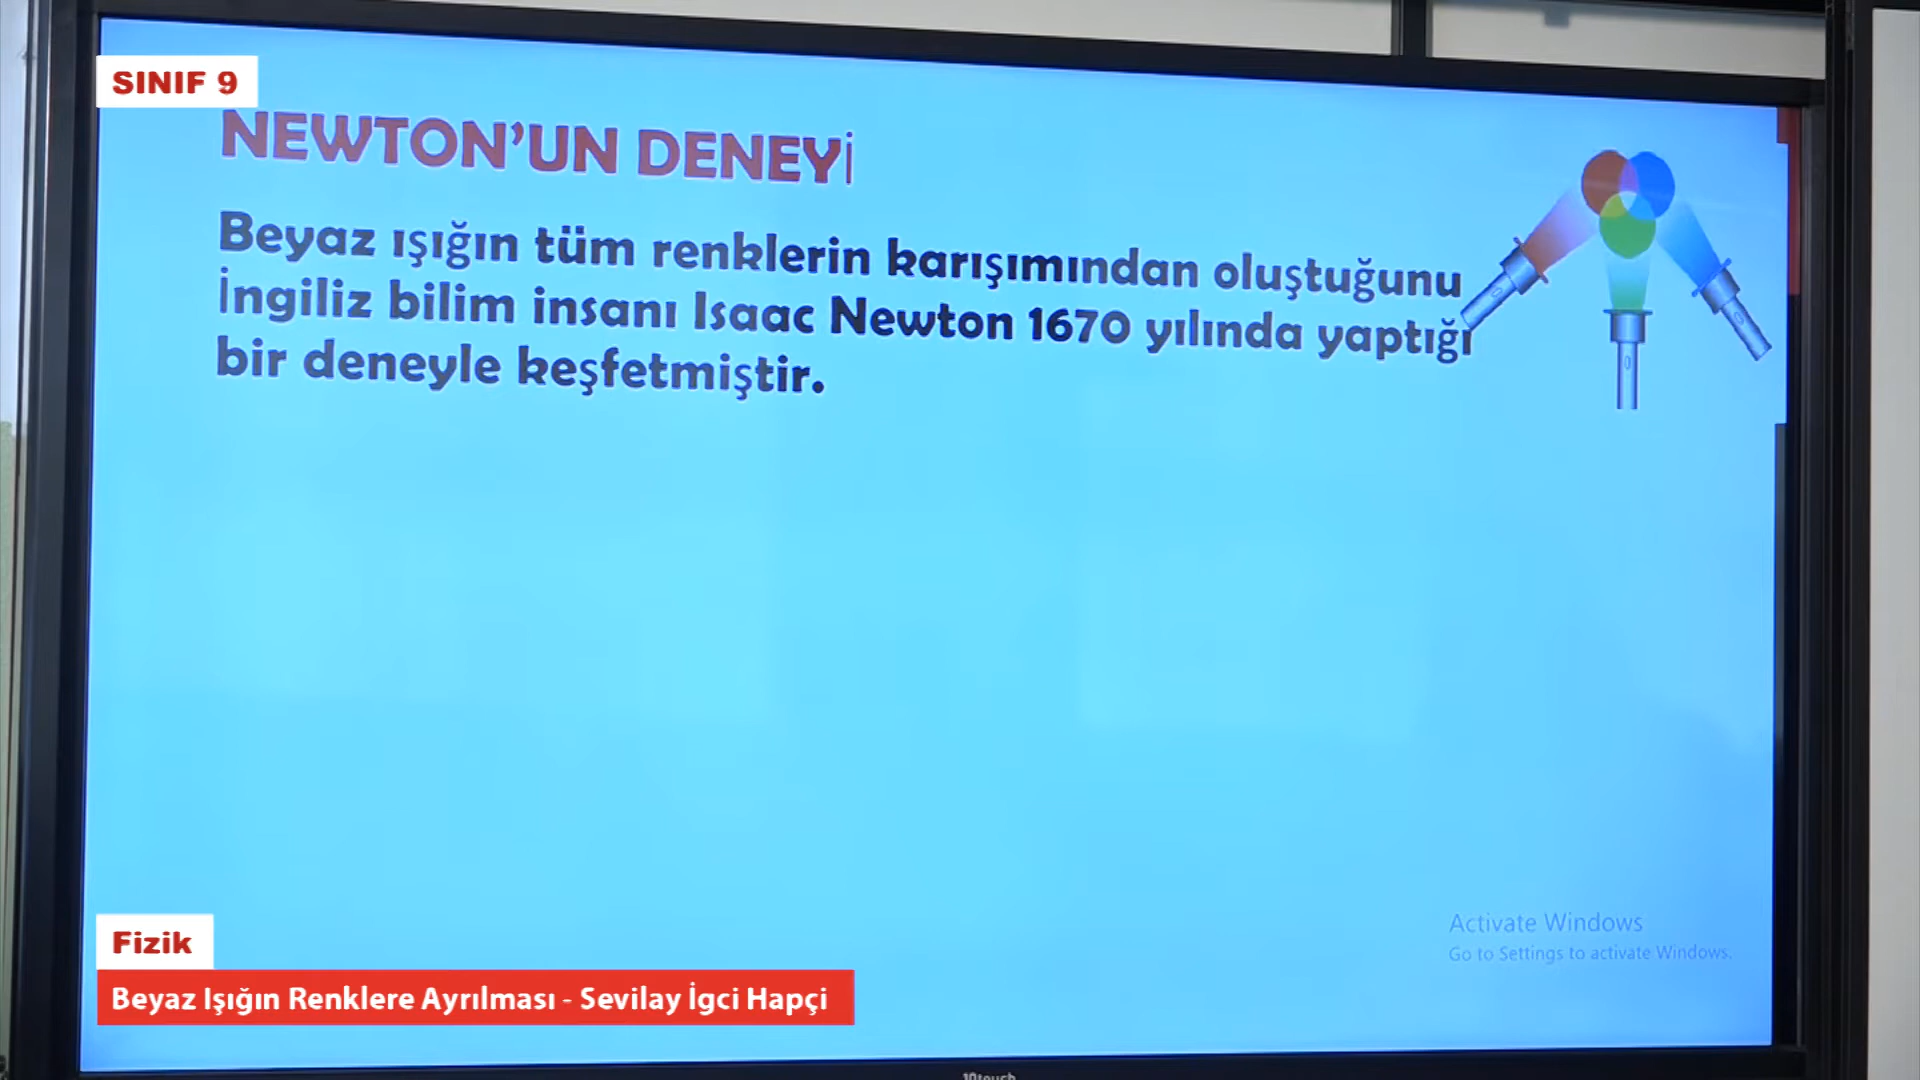 SINIF 9
NEWTON'UN DENEYİ
Beyaz ışığın tüm renklerin karışımından oluştuğunu
İngiliz bilim insanı Isaac Newton 1670 yılında yaptığı
bir deneyle keşfetmiştir.
Activate Windows
Go to Settings to activate Windows.
Fizik
Beyaz Işığın Renklere Ayrılması - Sevilay İgci Hapçi